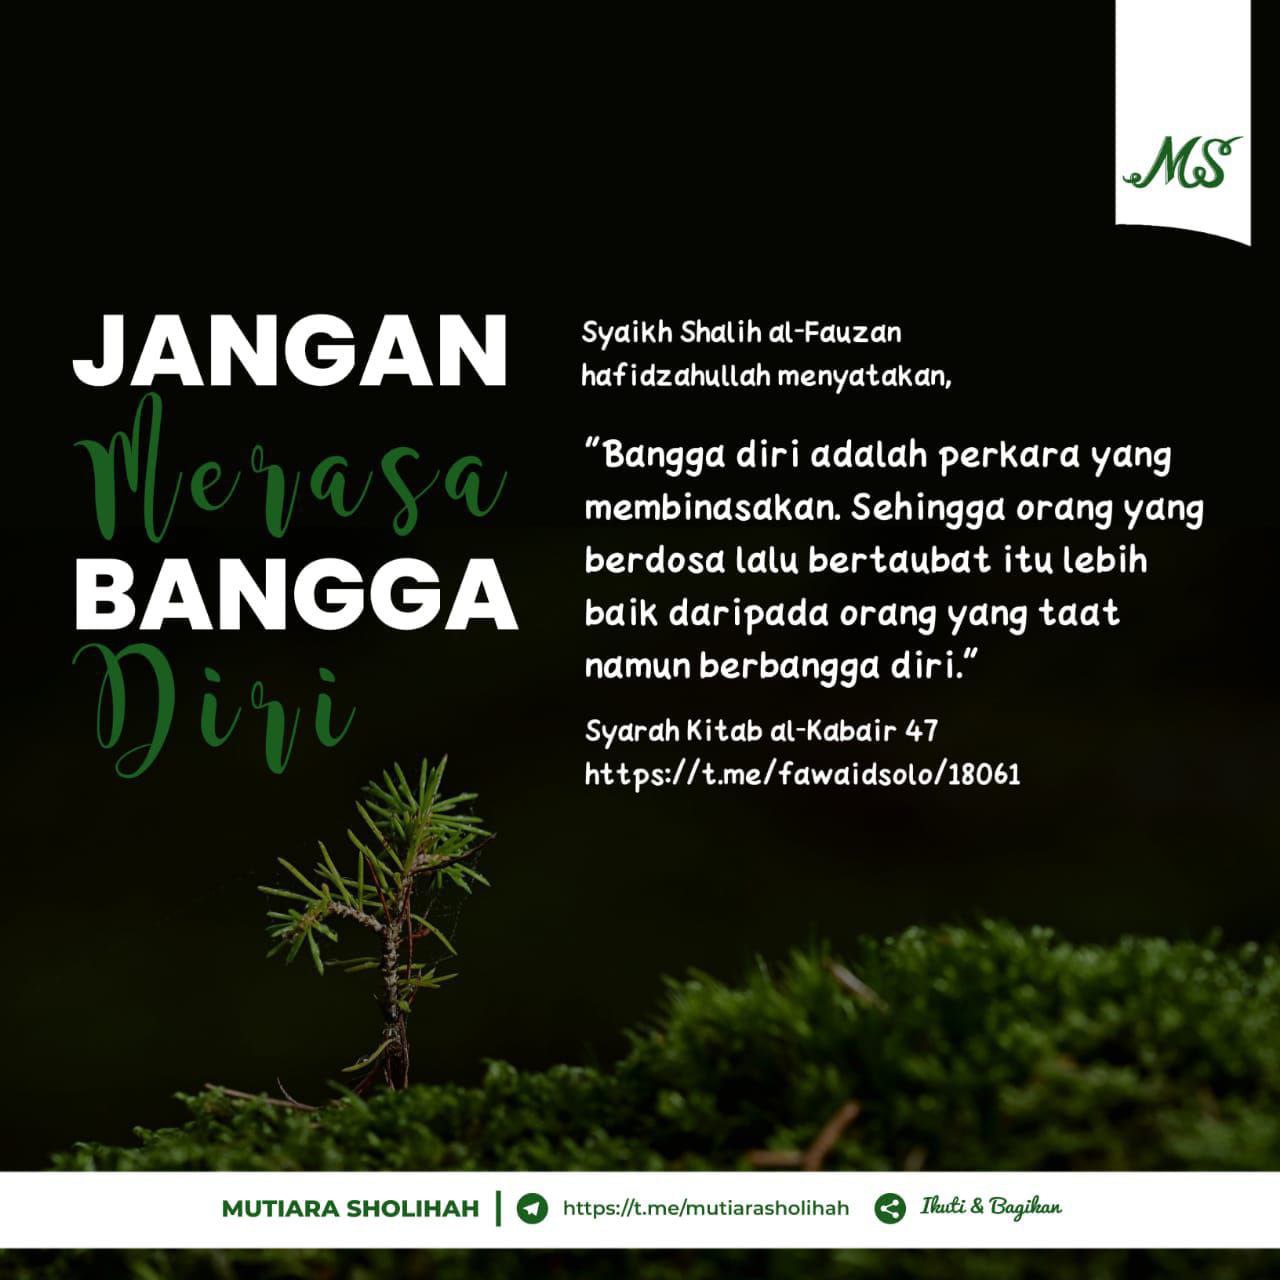 MS
JANGAN
Merasa
BANGGA
Diri
Syaikh Shalih al-Fauzan
hafidzahullah menyatakan,
"Bangga diri adalah perkara yang
membinasakan. Sehingga orang yang
berdosa lalu bertaubat itu lebih
baik daripada orang yang taat
namun berbangga diri."
Syarah Kitab al-Kabair 47
https://t.me/fawaidsolo/18061
MUTIARA SHOLIHAH | https://t.me/mutiarasholihah Ikuti & Bagikan